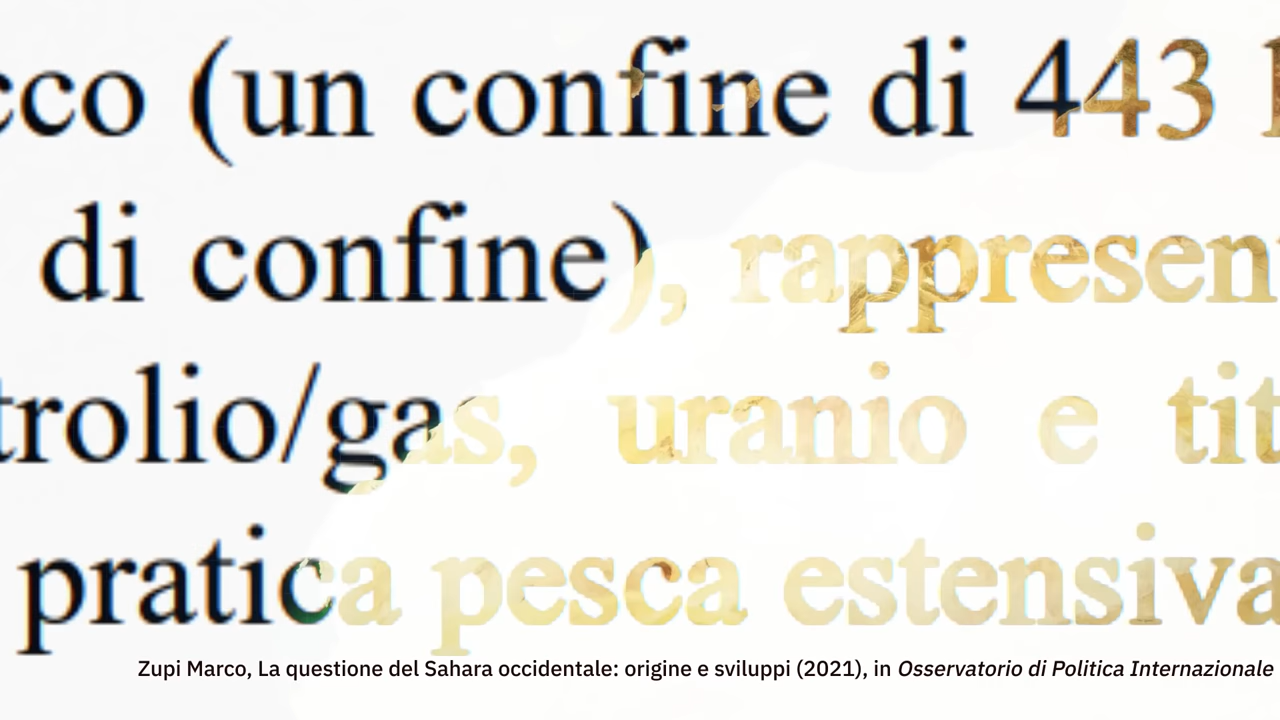 cco (un confine di 443
di confine), rappresen
trolio/gas, uranio e tit
pratica pesca estensiva
Zupi Marco, La questione del Sahara occidentale: origine e sviluppi (2021), in Osservatorio di Politica Internazionale